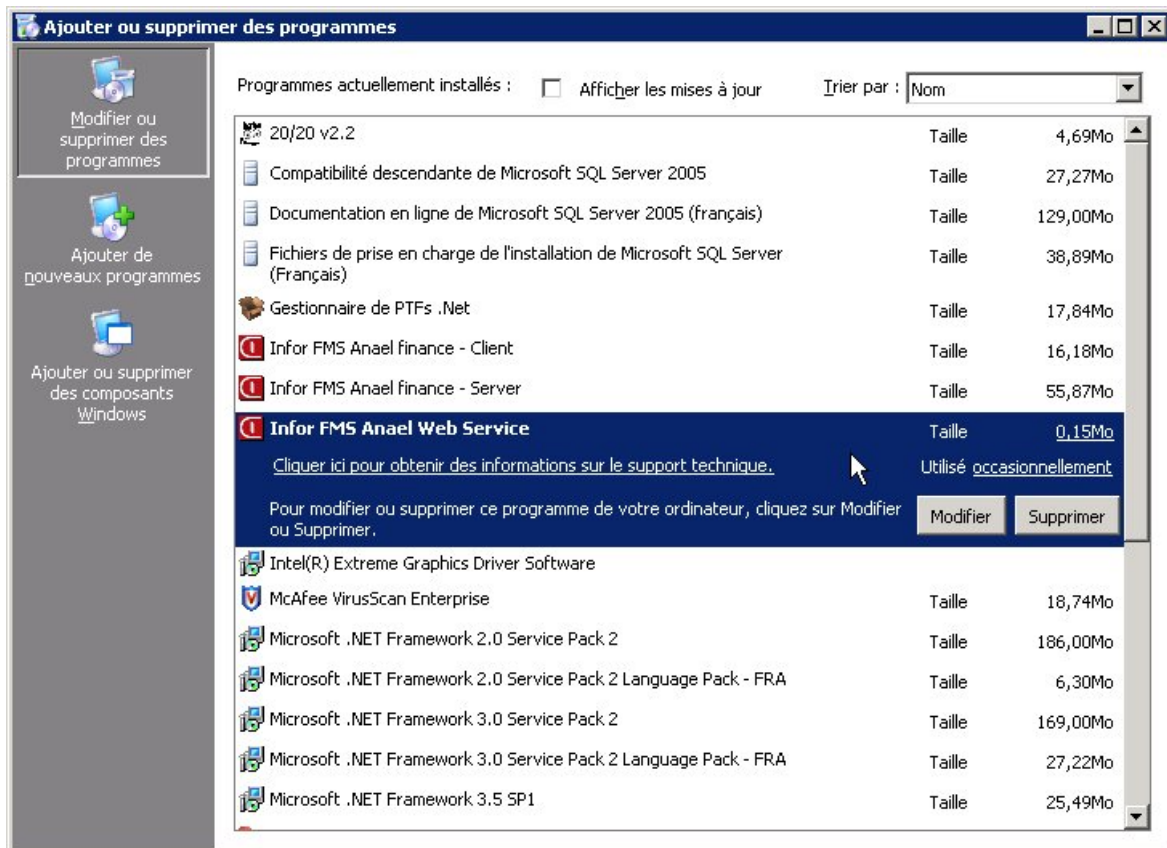 Ajouter ou supprimer des programmes
Modifier ou
supprimer des
programmes
Ajouter de
nouveaux programmes
Ajouter ou supprimer
des composants
Windows
Programmes actuellement installés : Afficher les mises à jour Trier par : Nom
20/20 v2.2 Taille 4,69Mo
Compatibilité descendante de Microsoft SQL Server 2005 Taille 27,27Mo
Documentation en ligne de Microsoft SQL Server 2005 (français) Taille 129,00Mo
Fichiers de prise en charge de l'installation de Microsoft SQL Server Taille 38,89Mo
(Français)
Gestionnaire de PTFs .Net Taille 17,84Mo
Infor FMS Anael finance - Client Taille 16,18Mo
Infor FMS Anael finance - Server Taille 55,87Mo
Infor FMS Anael Web Service Taille 0,15Mo
Cliquer ici pour obtenir des informations sur le support technique. Utilisé occasionnellement
Pour modifier ou supprimer ce programme de votre ordinateur, cliquez sur Modifier Modifier Supprimer
ou Supprimer.
Intel(R) Extreme Graphics Driver Software
McAfee VirusScan Enterprise Taille 18,74Mo
Microsoft .NET Framework 2.0 Service Pack 2 Taille 186,00Mo
Microsoft .NET Framework 2.0 Service Pack 2 Language Pack - FRA Taille 6,30Mo
Microsoft .NET Framework 3.0 Service Pack 2 Taille 169,00Mo
Microsoft .NET Framework 3.0 Service Pack 2 Language Pack - FRA Taille 27,22Mo
Microsoft .NET Framework 3.5 SP1 Taille 25,49Mo